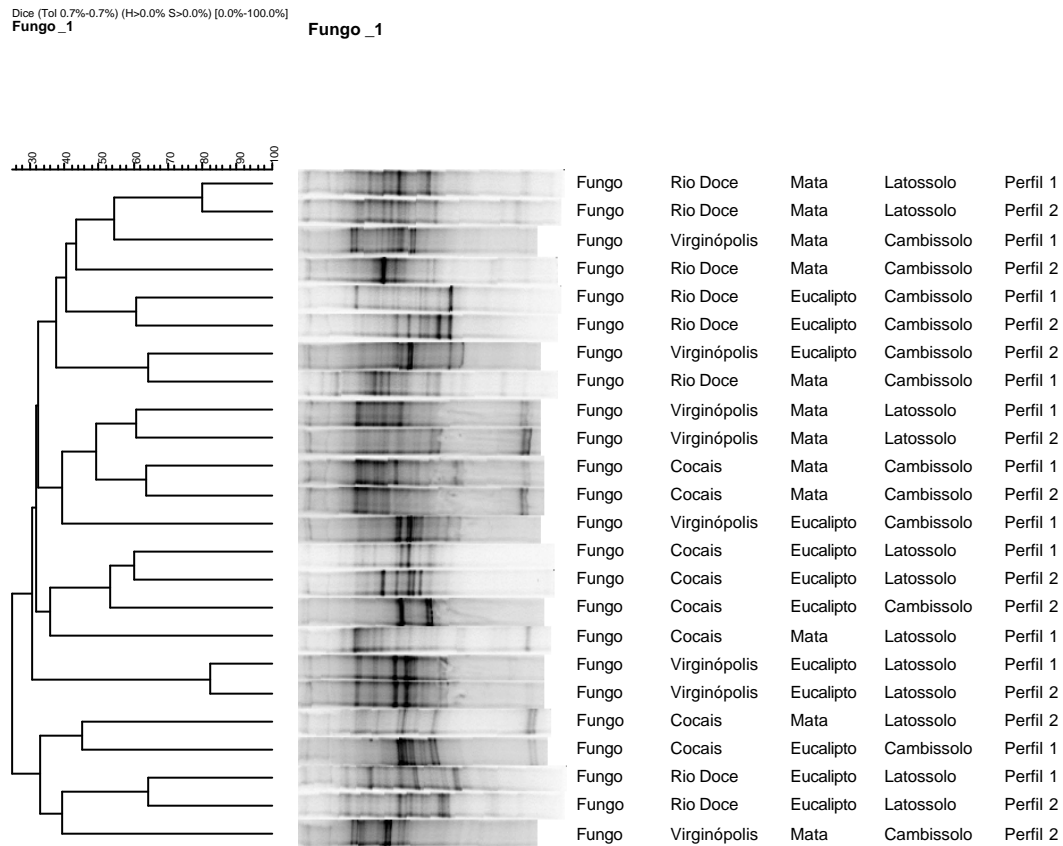 Dice (Tol 0.7%-0.7%) (H>0.0% S>0.0%) [0.0%-100.0%]
Fungo _1
Fungo _1
30 40 50 60 70 80 90 100
Fungo Rio Doce Mata Latossolo Perfil 1
Fungo Rio Doce Mata Latossolo Perfil 2
Fungo Virginópolis Mata Cambissolo Perfil 1
Fungo Rio Doce Mata Cambissolo Perfil 2
Fungo Rio Doce Eucalipto Cambissolo Perfil 1
Fungo Rio Doce Eucalipto Cambissolo Perfil 2
Fungo Virginópolis Eucalipto Cambissolo Perfil 2
Fungo Rio Doce Mata Cambissolo Perfil 1
Fungo Virginópolis Mata Latossolo Perfil 1
Fungo Virginópolis Mata Latossolo Perfil 2
Fungo Cocais Mata Cambissolo Perfil 1
Fungo Cocais Mata Cambissolo Perfil 2
Fungo Virginópolis Eucalipto Cambissolo Perfil 1
Fungo Cocais Eucalipto Latossolo Perfil 1
Fungo Cocais Eucalipto Latossolo Perfil 2
Fungo Cocais Eucalipto Cambissolo Perfil 2
Fungo Cocais Mata Latossolo Perfil 1
Fungo Virginópolis Eucalipto Latossolo Perfil 1
Fungo Virginópolis Eucalipto Latossolo Perfil 2
Fungo Cocais Mata Latossolo Perfil 2
Fungo Cocais Eucalipto Cambissolo Perfil 1
Fungo Rio Doce Eucalipto Latossolo Perfil 1
Fungo Rio Doce Eucalipto Latossolo Perfil 2
Fungo Virginópolis Mata Cambissolo Perfil 2